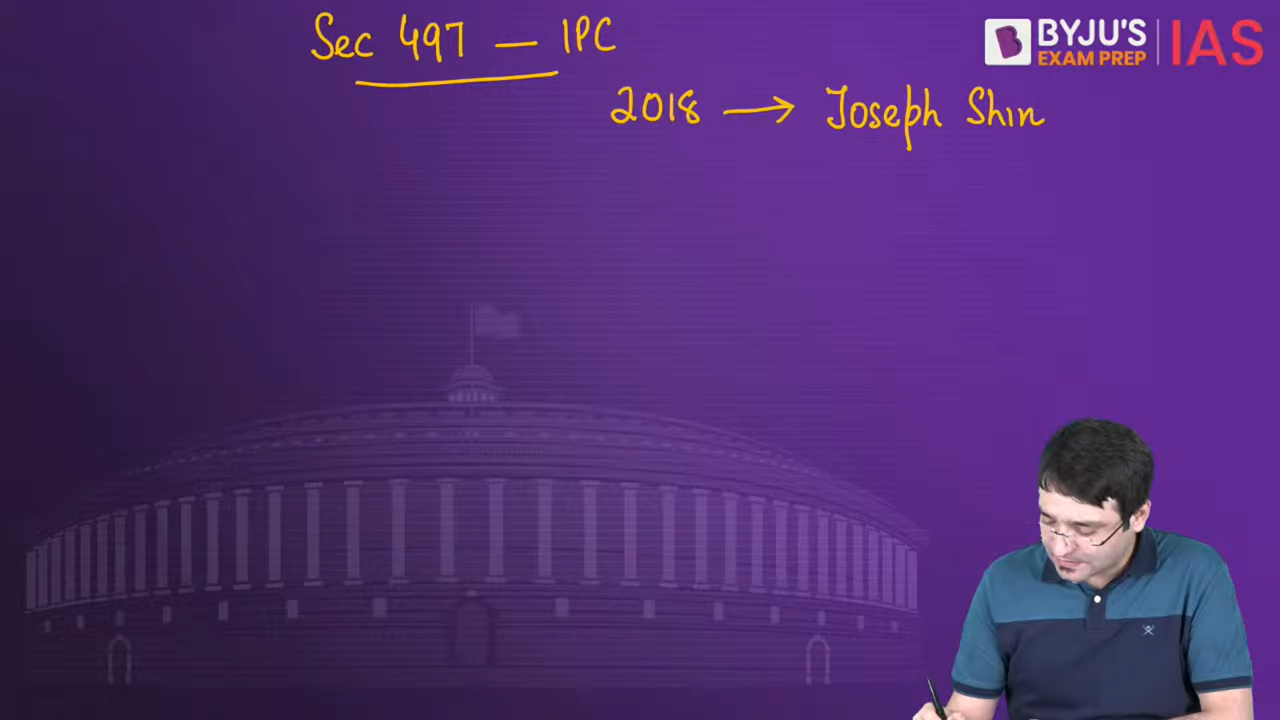 Sec 497 — IPC
BYJU'S
EXAM PREP
IAS
2018 → Joseph Shin